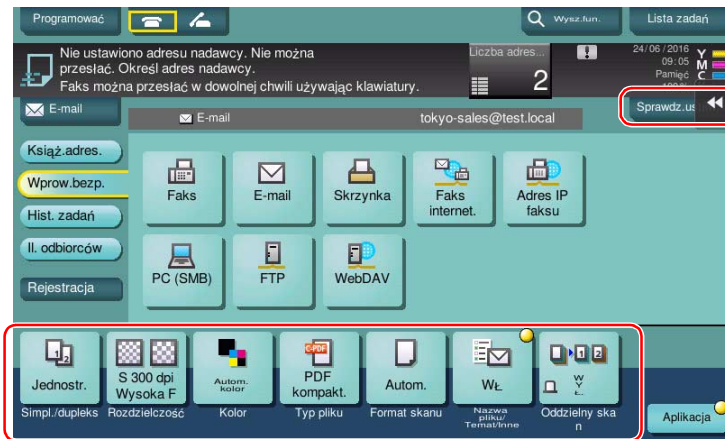 Programować
Wysz.fun.
Lista zadań
Nie ustawiono adresu nadawcy. Nie można
przesłać. Określ adres nadawcy.
Faks można przesłać w dowolnej chwili używając klawiatury.
Liczba adres...
2
24/06/2016
09:05
Pamięć
100%
Y
M
C
E-mail
E-mail
tokyo-sales@test.local
Sprawdz.us
Książ.adres.
Wprow.bezp.
Hist. zadań
Il. odbiorców
Rejestracja
Faks
E-mail
Skrzynka
Faks
internet.
Adres IP
faksu
PC (SMB)
FTP
WebDAV
Jednostr.
S 300 dpi
Wysoka F
Autom.
kolor
PDF
kompakt.
Autom.
WŁ
W
Y
Ł.
Simpl./dupleks
Rozdzielczość
Kolor
Typ pliku
Format skanu
Nazwa
pliku/
Temat/Inne
Oddzielny ska
n
Aplikacja